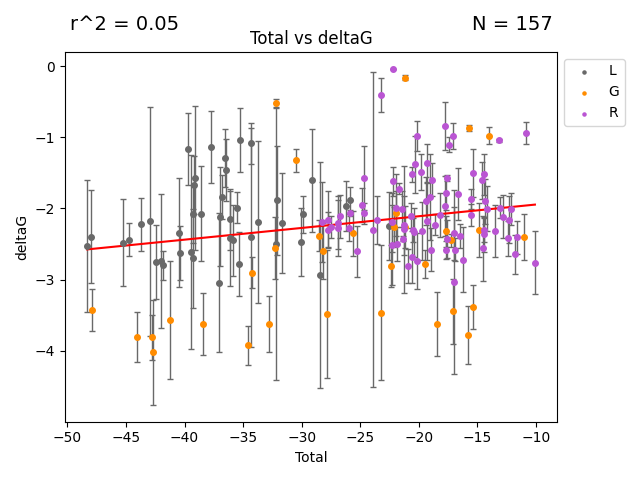 r^2 = 0.05
N = 157
Total vs deltaG
L
G
R
deltaG
0
−1
−2
−3
−4
−50 −45 −40 −35 −30 −25 −20 −15 −10
Total